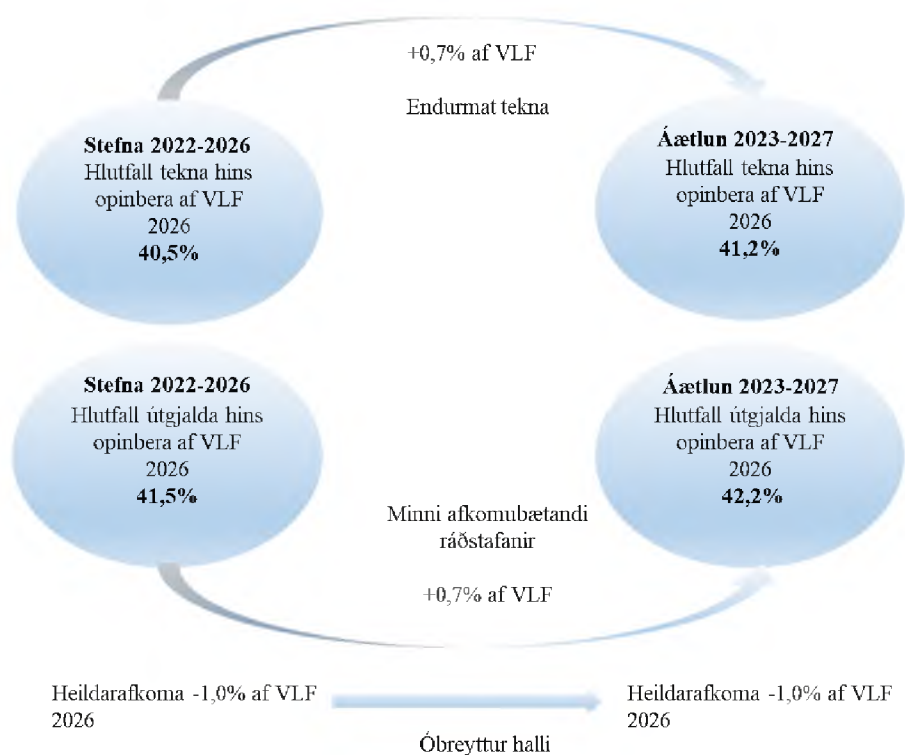 +0,7% af VLF
Endurmat tekna
Stefna 2022-2026
Hlutfall tekna hins
opinbera af VLF
2026
40,5%
Áætlun 2023-2027
Hlutfall tekna hins
opinbera af VLF
2026
41,2%
Stefna 2022-2026
Hlutfall útgjalda hins
opinbera af VLF
2026
41,5%
Áætlun 2023-2027
Hlutfall útgjalda hins
opinbera af VLF
2026
42,2%
Minni afkomubætandi
ráðstafanir
+0,7% af VLF
Heildarafkoma -1,0% af VLF
2026
Heildarafkoma -1,0% af VLF
2026
Óbreyttur halli